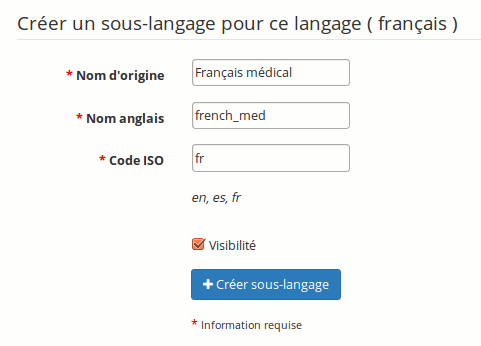 Créer un sous-langage pour ce langage ( français )
* Nom d'origine Français médical
* Nom anglais french_med
* Code ISO fr
en, es, fr
Visibilité
Créer sous-langage
* Information requise